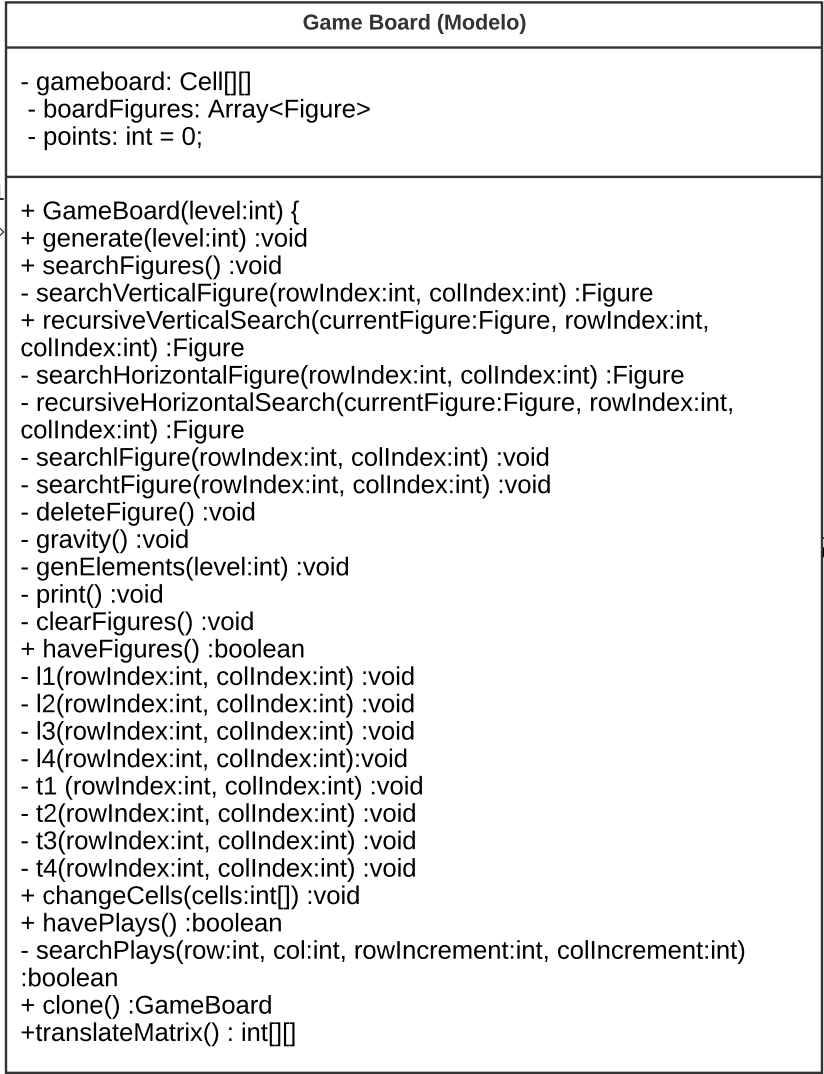 Game Board (Modelo)
- gameboard: Cell[][]
- boardFigures: Array<Figure>
- points: int = 0;
+ GameBoard(level:int) {
+ generate(level:int) :void
+ searchFigures() :void
- searchVerticalFigure(rowIndex:int, colIndex:int) :Figure
+ recursiveVerticalSearch(currentFigure:Figure, rowIndex:int,
colIndex:int) :Figure
- searchHorizontalFigure(rowIndex:int, colIndex:int) :Figure
- recursiveHorizontalSearch(currentFigure:Figure, rowIndex:int,
colIndex:int) :Figure
- searchlFigure(rowIndex:int, colIndex:int) :void
- searchtFigure(rowIndex:int, colIndex:int) :void
- deleteFigure() :void
- gravity() :void
- genElements(level:int) :void
- print() :void
- clearFigures() :void
+ haveFigures() :boolean
- l1(rowIndex:int, colIndex:int) :void
- l2(rowIndex:int, colIndex:int) :void
- l3(rowIndex:int, colIndex:int) :void
- l4(rowIndex:int, colIndex:int):void
- t1 (rowIndex:int, colIndex:int) :void
- t2(rowIndex:int, colIndex:int) :void
- t3(rowIndex:int, colIndex:int) :void
- t4(rowIndex:int, colIndex:int) :void
+ changeCells(cells:int[]) :void
+ havePlays() :boolean
- searchPlays(row:int, col:int, rowIncrement:int, colIncrement:int)
:boolean
+ clone() :GameBoard
+translateMatrix() : int[][]